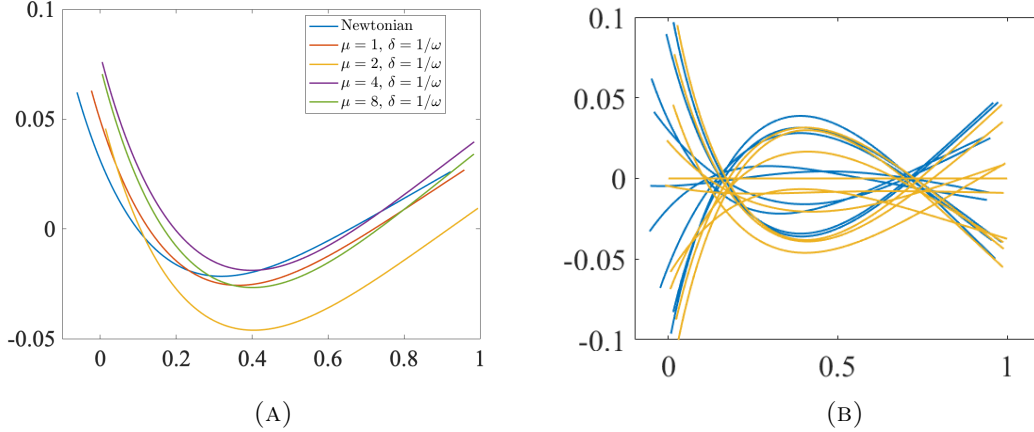 0.1
0.05
0
-0.05
0
0.2
0.4
0.6
0.8
1
Newtonian
μ = 1, δ = 1/ω
μ = 2, δ = 1/ω
μ = 4, δ = 1/ω
μ = 8, δ = 1/ω
(A)
0.1
0.05
0
-0.05
-0.1
0
0.5
1
(B)